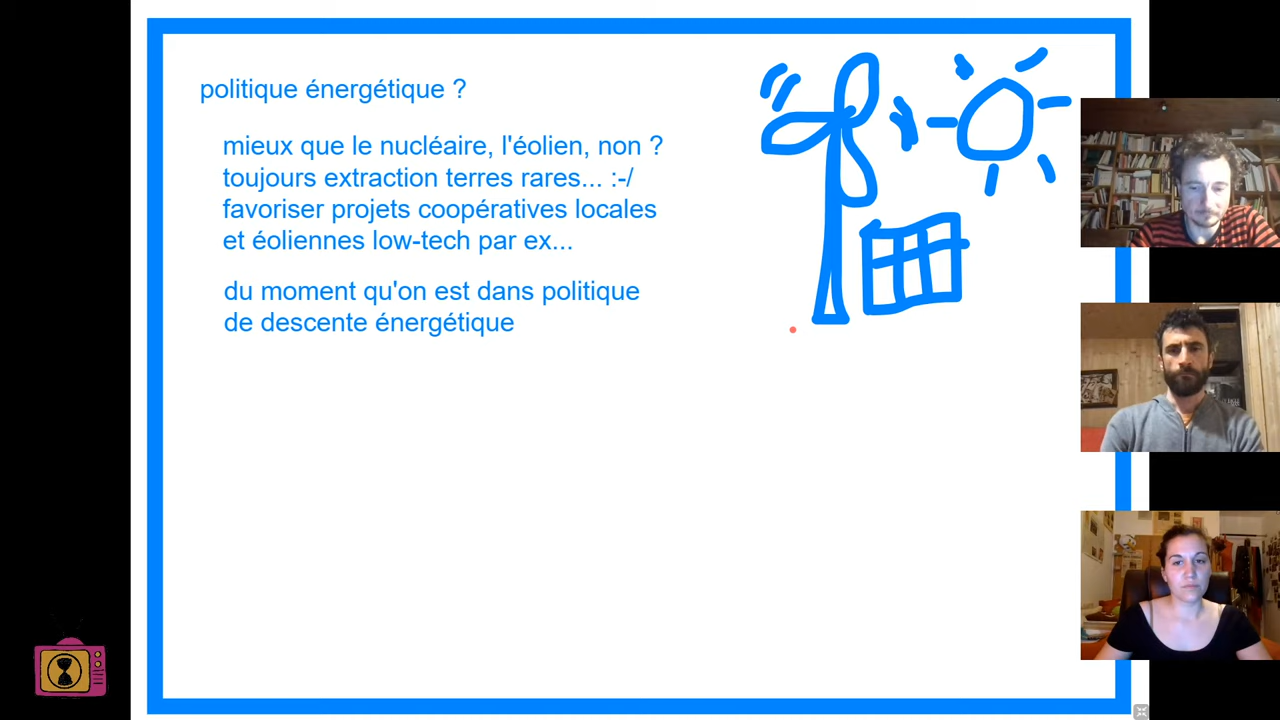 politique énergétique ?
mieux que le nucléaire, l'éolien, non ?
toujours extraction terres rares... :-/
favoriser projets coopératives locales
et éoliennes low-tech par ex...
du moment qu'on est dans politique
de descente énergétique